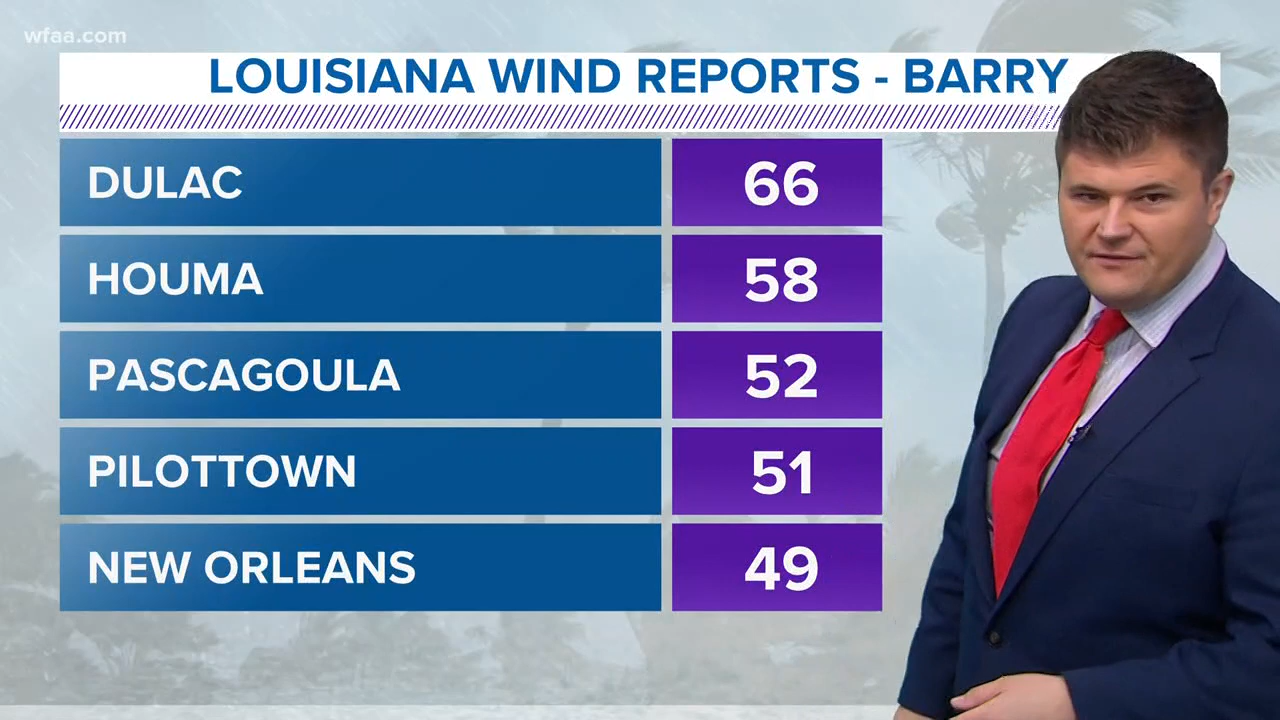 wfaa.com
LOUISIANA WIND REPORTS - BARRY
DULAC 66
HOUMA 58
PASCAGOULA 52
PILOTTOWN 51
NEW ORLEANS 49